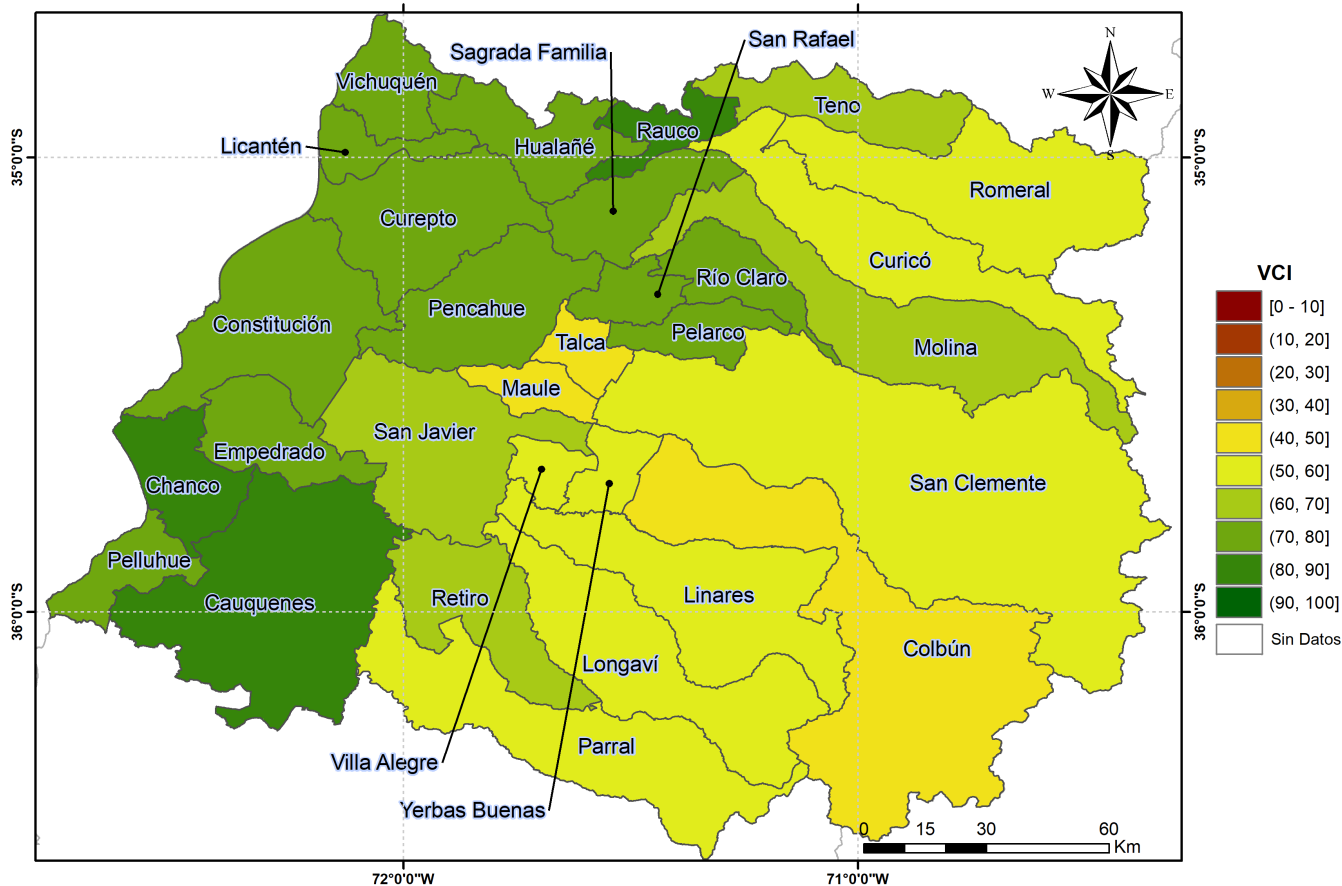 San Rafael
Sagrada Familia
N
W
E
S
Vichuquén
Teno
Rauco
Licantén
Hualañé
35°0'0"S
35°0'0"S
Romeral
Curepto
Curicó
Río Claro
Pencahue
Constitución
Pelarco
Talca
Molina
Maule
San Javier
Empedrado
Chanco
San Clemente
Pelluhue
Cauquenes
Retiro
Linares
36°0'0"S
36°0'0"S
Colbún
Longaví
Parral
Villa Alegre
Yerbas Buenas
0 15 30 60
Km
72°0'0"W
71°0'0"W
VCI
[0 - 10]
(10, 20]
(20, 30]
(30, 40]
(40, 50]
(50, 60]
(60, 70]
(70, 80]
(80, 90]
(90, 100]
Sin Datos